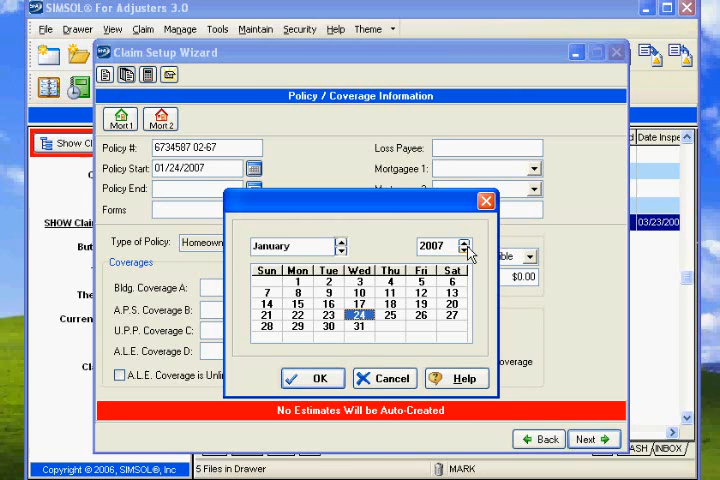 SIMSOL® For Adjusters 3.0
File Drawer View Claim Manage Tools Maintain Security Help Theme
Claim Setup Wizard
Policy / Coverage Information
Mort 1 Mort 2
Show Cl
Date Inspe
Policy #: 6734587 02-67 Loss Payee:
Policy Start: 01/24/2007 Mortgagee 1:
Policy End:
Forms
SHOW Clai
03/23/200
January 2007
Type of Policy: Homeown
ible
But
Coverages
Sun Mon Tue Wed Thu Fri Sat
$0.00
1 2 3 4 5 6
Bldg. Coverage A:
7 8 9 10 11 12 13
The
14 15 16 17 18 19 20
A.P.S. Coverage B:
21 22 23 24 25 26 27
Curren
28 29 30 31
U.P.P. Coverage C:
A.L.E. Coverage D:
overage
Cl
A.L.E. Coverage is Unli
OK Cancel Help
No Estimates Will be Auto-Created
Back Next
ASH INBOX
Copyright © 2006, SIMSOL®, Inc 5 Files in Drawer MARK